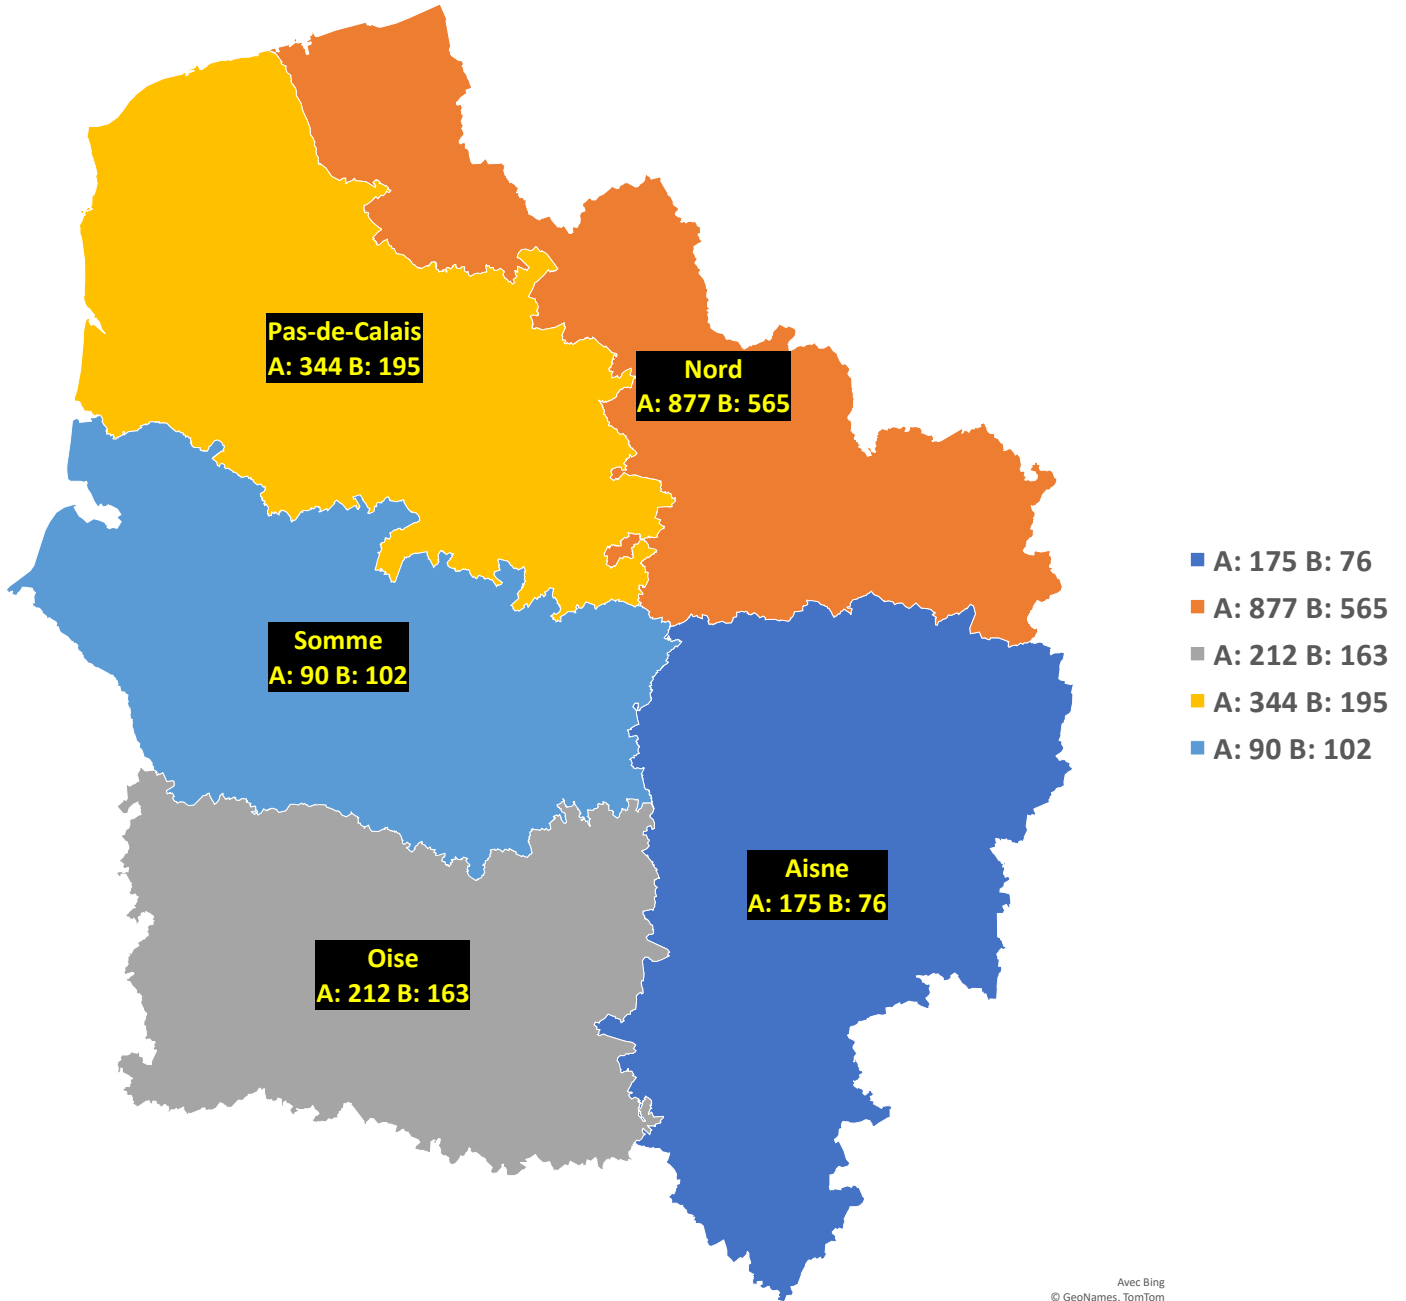 Pas-de-Calais
A: 344 B: 195
Nord
A: 877 B: 565
Somme
A: 90 B: 102
Aisne
A: 175 B: 76
Oise
A: 212 B: 163
A: 175 B: 76
A: 877 B: 565
A: 212 B: 163
A: 344 B: 195
A: 90 B: 102
Avec Bing
© GeoNames, TomTom